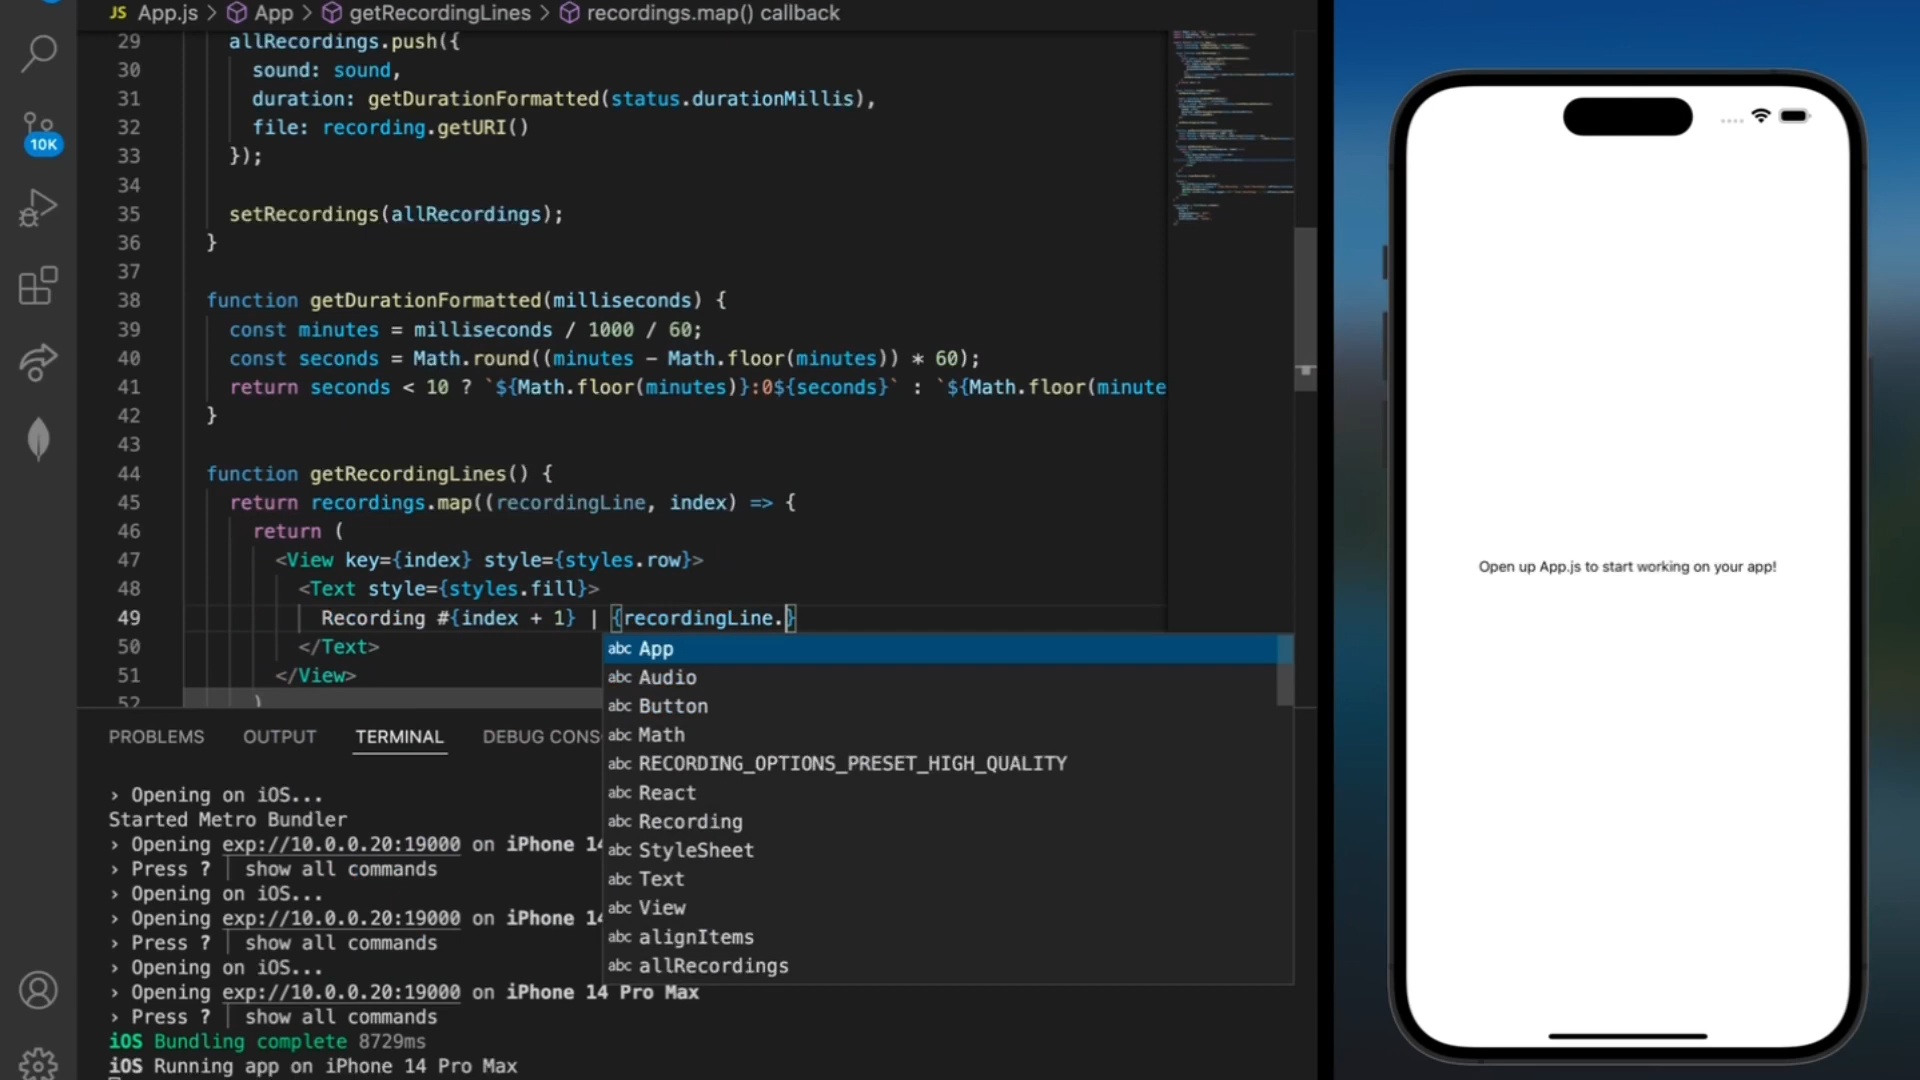 JS App.js > App > getRecordingLines > recordings.map() callback
29 allRecordings.push({
30 sound: sound,
31 duration: getDurationFormatted(status.durationMillis),
32 file: recording.getURI()
33 });
34
35 setRecordings(allRecordings);
36 }
37
38 function getDurationFormatted(milliseconds) {
39 const minutes = milliseconds / 1000 / 60;
40 const seconds = Math.round((minutes - Math.floor(minutes)) * 60);
41 return seconds < 10 ? `${Math.floor(minutes)}:0${seconds}` : `${Math.floor(minute
42 }
43
44 function getRecordingLines() {
45 return recordings.map((recordingLine, index) => {
46 return (
47 <View key={index} style={styles.row}>
48 <Text style={styles.fill}>
49 Recording #{index + 1} | {recordingLine.}
50 </Text>
51 </View>
52 )
abc App
abc Audio
abc Button
abc Math
abc RECORDING_OPTIONS_PRESET_HIGH_QUALITY
abc React
abc Recording
abc StyleSheet
abc Text
abc View
abc alignItems
abc allRecordings
10K
PROBLEMS OUTPUT TERMINAL DEBUG CONS
› Opening on iOS...
Started Metro Bundler
› Opening exp://10.0.0.20:19000 on iPhone 14
› Press ? │ show all commands
› Opening on iOS...
› Opening exp://10.0.0.20:19000 on iPhone 14
› Press ? │ show all commands
› Opening on iOS...
› Opening exp://10.0.0.20:19000 on iPhone 14 Pro Max
› Press ? │ show all commands
iOS Bundling complete 8729ms
iOS Running app on iPhone 14 Pro Max
Open up App.js to start working on your app!